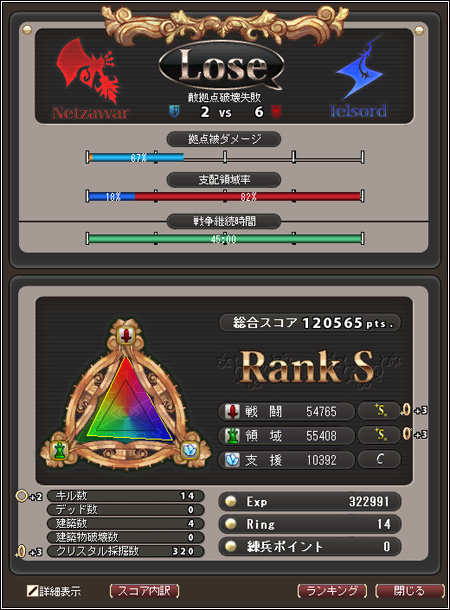 Lose
Netzawar
Ielsord
敵拠点破壊失敗
2 vs 6
拠点被ダメージ
67%
支配領域率
18% 82%
戦争継続時間
45:00
総合スコア 120565 pts.
Rank S
戦闘 54765 S +3
領域 55408 S +3
支援 10392 C
+2 キル数 14
デッド数 0
建築数 4
建築物破壊数 0
+3 クリスタル採掘数 320
Exp 322991
Ring 14
練兵ポイント 0
詳細表示 スコア内訳 ランキング 閉じる